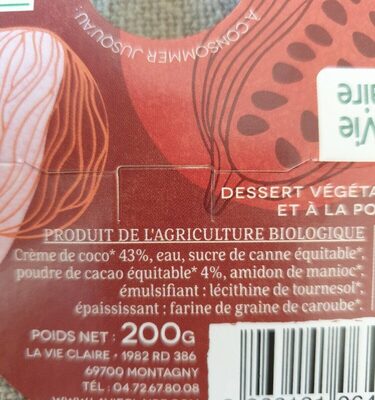 À CONSOMMER JUSQU'AU :
Vie
aire
DESSERT VÉGÉTA
ET À LA PO
PRODUIT DE L'AGRICULTURE BIOLOGIQUE
Crème de coco* 43%, eau, sucre de canne équitable*,
poudre de cacao équitable* 4%, amidon de manioc*,
émulsifiant : lécithine de tournesol*,
épaississant : farine de graine de caroube*.
POIDS NET : 200G
LA VIE CLAIRE • 1982 RD 386
69700 MONTAGNY
TÉL : 04.72.67.80.08